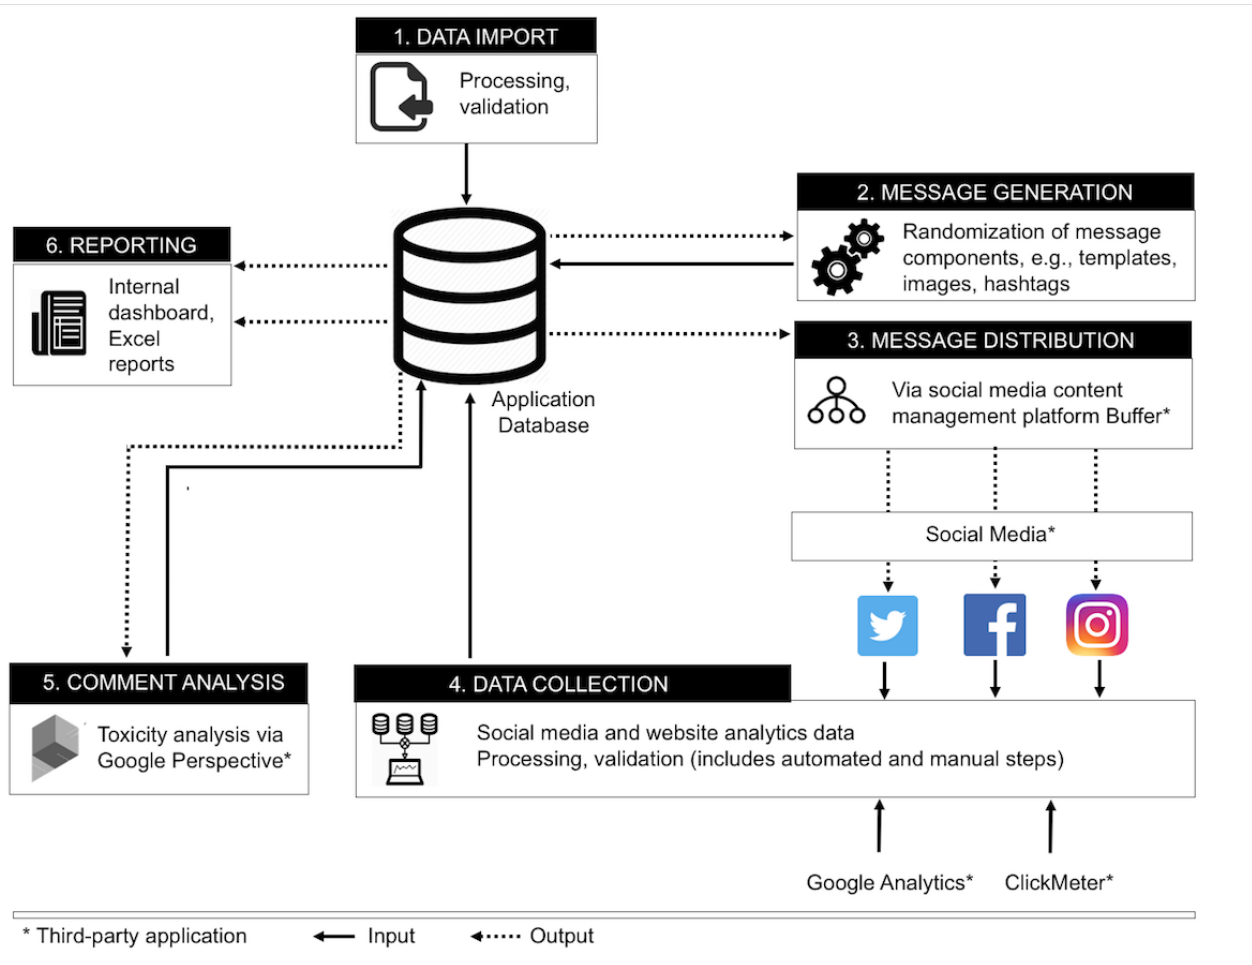 1. DATA IMPORT
Processing,
validation
2. MESSAGE GENERATION
Randomization of message
components, e.g., templates,
images, hashtags
6. REPORTING
Internal
dashboard,
Excel
reports
3. MESSAGE DISTRIBUTION
Via social media content
management platform Buffer*
Application
Database
Social Media*
5. COMMENT ANALYSIS
Toxicity analysis via
Google Perspective*
4. DATA COLLECTION
Social media and website analytics data
Processing, validation (includes automated and manual steps)
Google Analytics*
ClickMeter*
* Third-party application
Input
Output